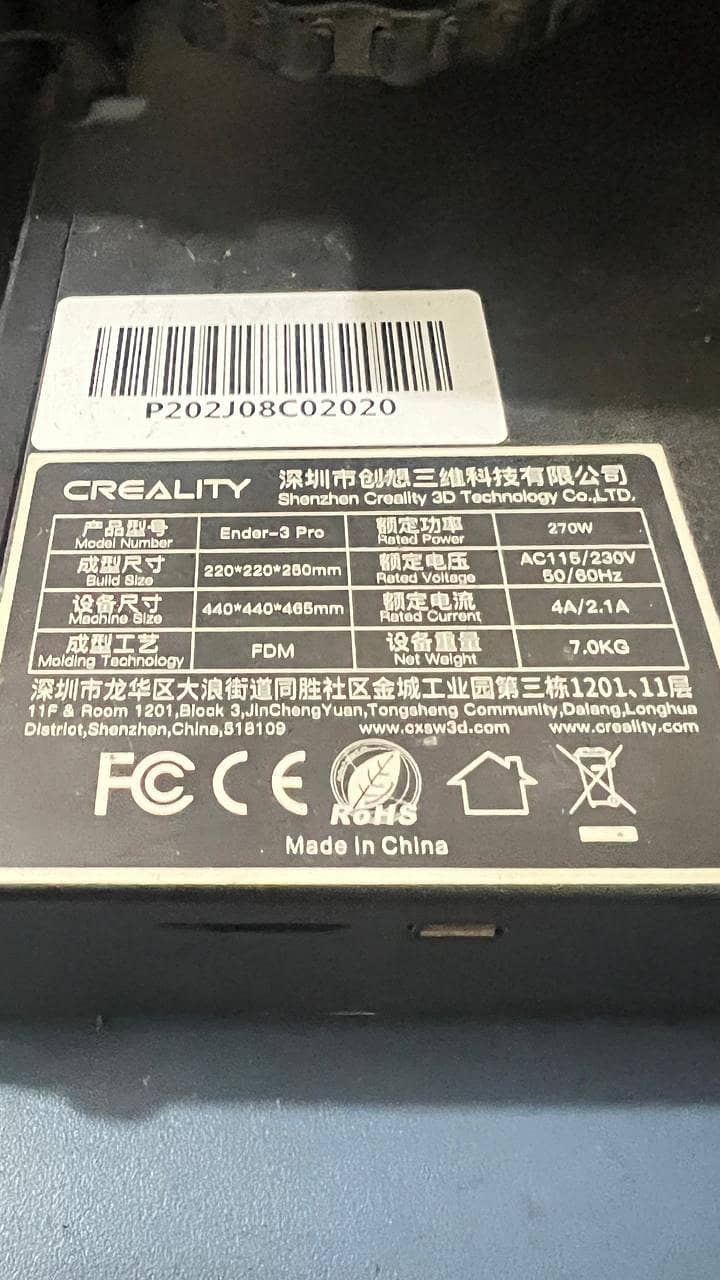 P202J08C02020
CREALITY 深圳市创想三维科技有限公司
Shenzhen Creality 3D Technology Co.,LTD.
产品型号 Model Number Ender-3 Pro 额定功率 Rated Power 270W
成型尺寸 Build Size 220*220*250mm 额定电压 Rated Voltage AC115/230V 50/60Hz
设备尺寸 Machine Size 440*440*465mm 额定电流 Rated Current 4A/2.1A
成型工艺 Molding Technology FDM 设备重量 Net Weight 7.0KG
深圳市龙华区大浪街道同胜社区金城工业园第三栋1201、11层
11F & Room 1201,Block 3,JinChengYuan,Tongsheng Community,Dalang,Longhua
District,Shenzhen,China,518109 www.cxsw3d.com www.creality.com
FC CE RoHS
Made in China